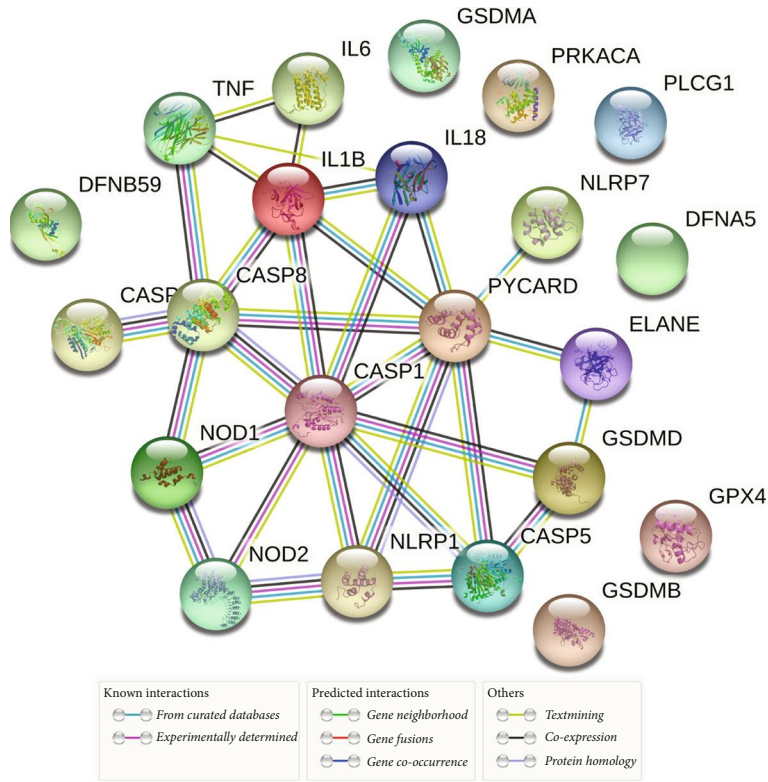 GSDMA
IL6
PRKACA
TNF
PLCG1
IL1B
IL18
DFNB59
NLRP7
DFNA5
CASP8
PYCARD
CASP
ELANE
CASP1
NOD1
GSDMD
GPX4
NOD2
NLRP1
CASP5
GSDMB
Known interactions
From curated databases
Experimentally determined
Predicted interactions
Gene neighborhood
Gene fusions
Gene co-occurrence
Others
Textmining
Co-expression
Protein homology